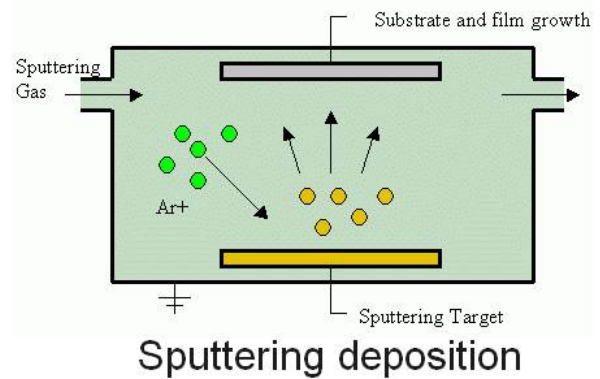 Substrate and film growth
Sputtering
Gas
Ar+
Sputtering Target
Sputtering deposition